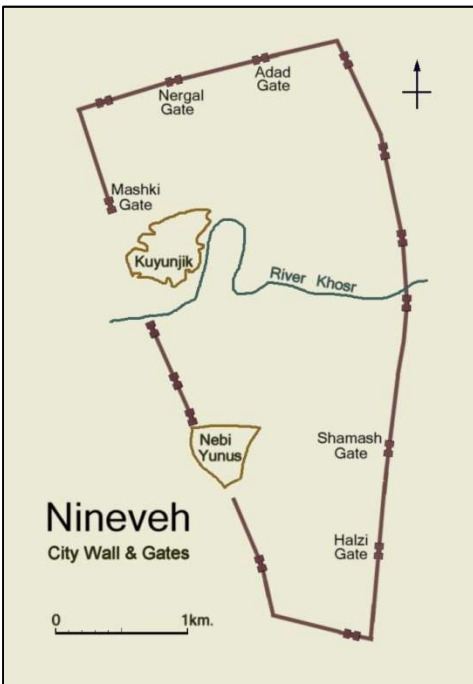 Adad
Gate
Nergal
Gate
Mashki
Gate
Kuyunjik
River Khosr
Shamash
Gate
Nebi
Yunus
Nineveh
City Wall & Gates
Halzi
Gate
0 1km.